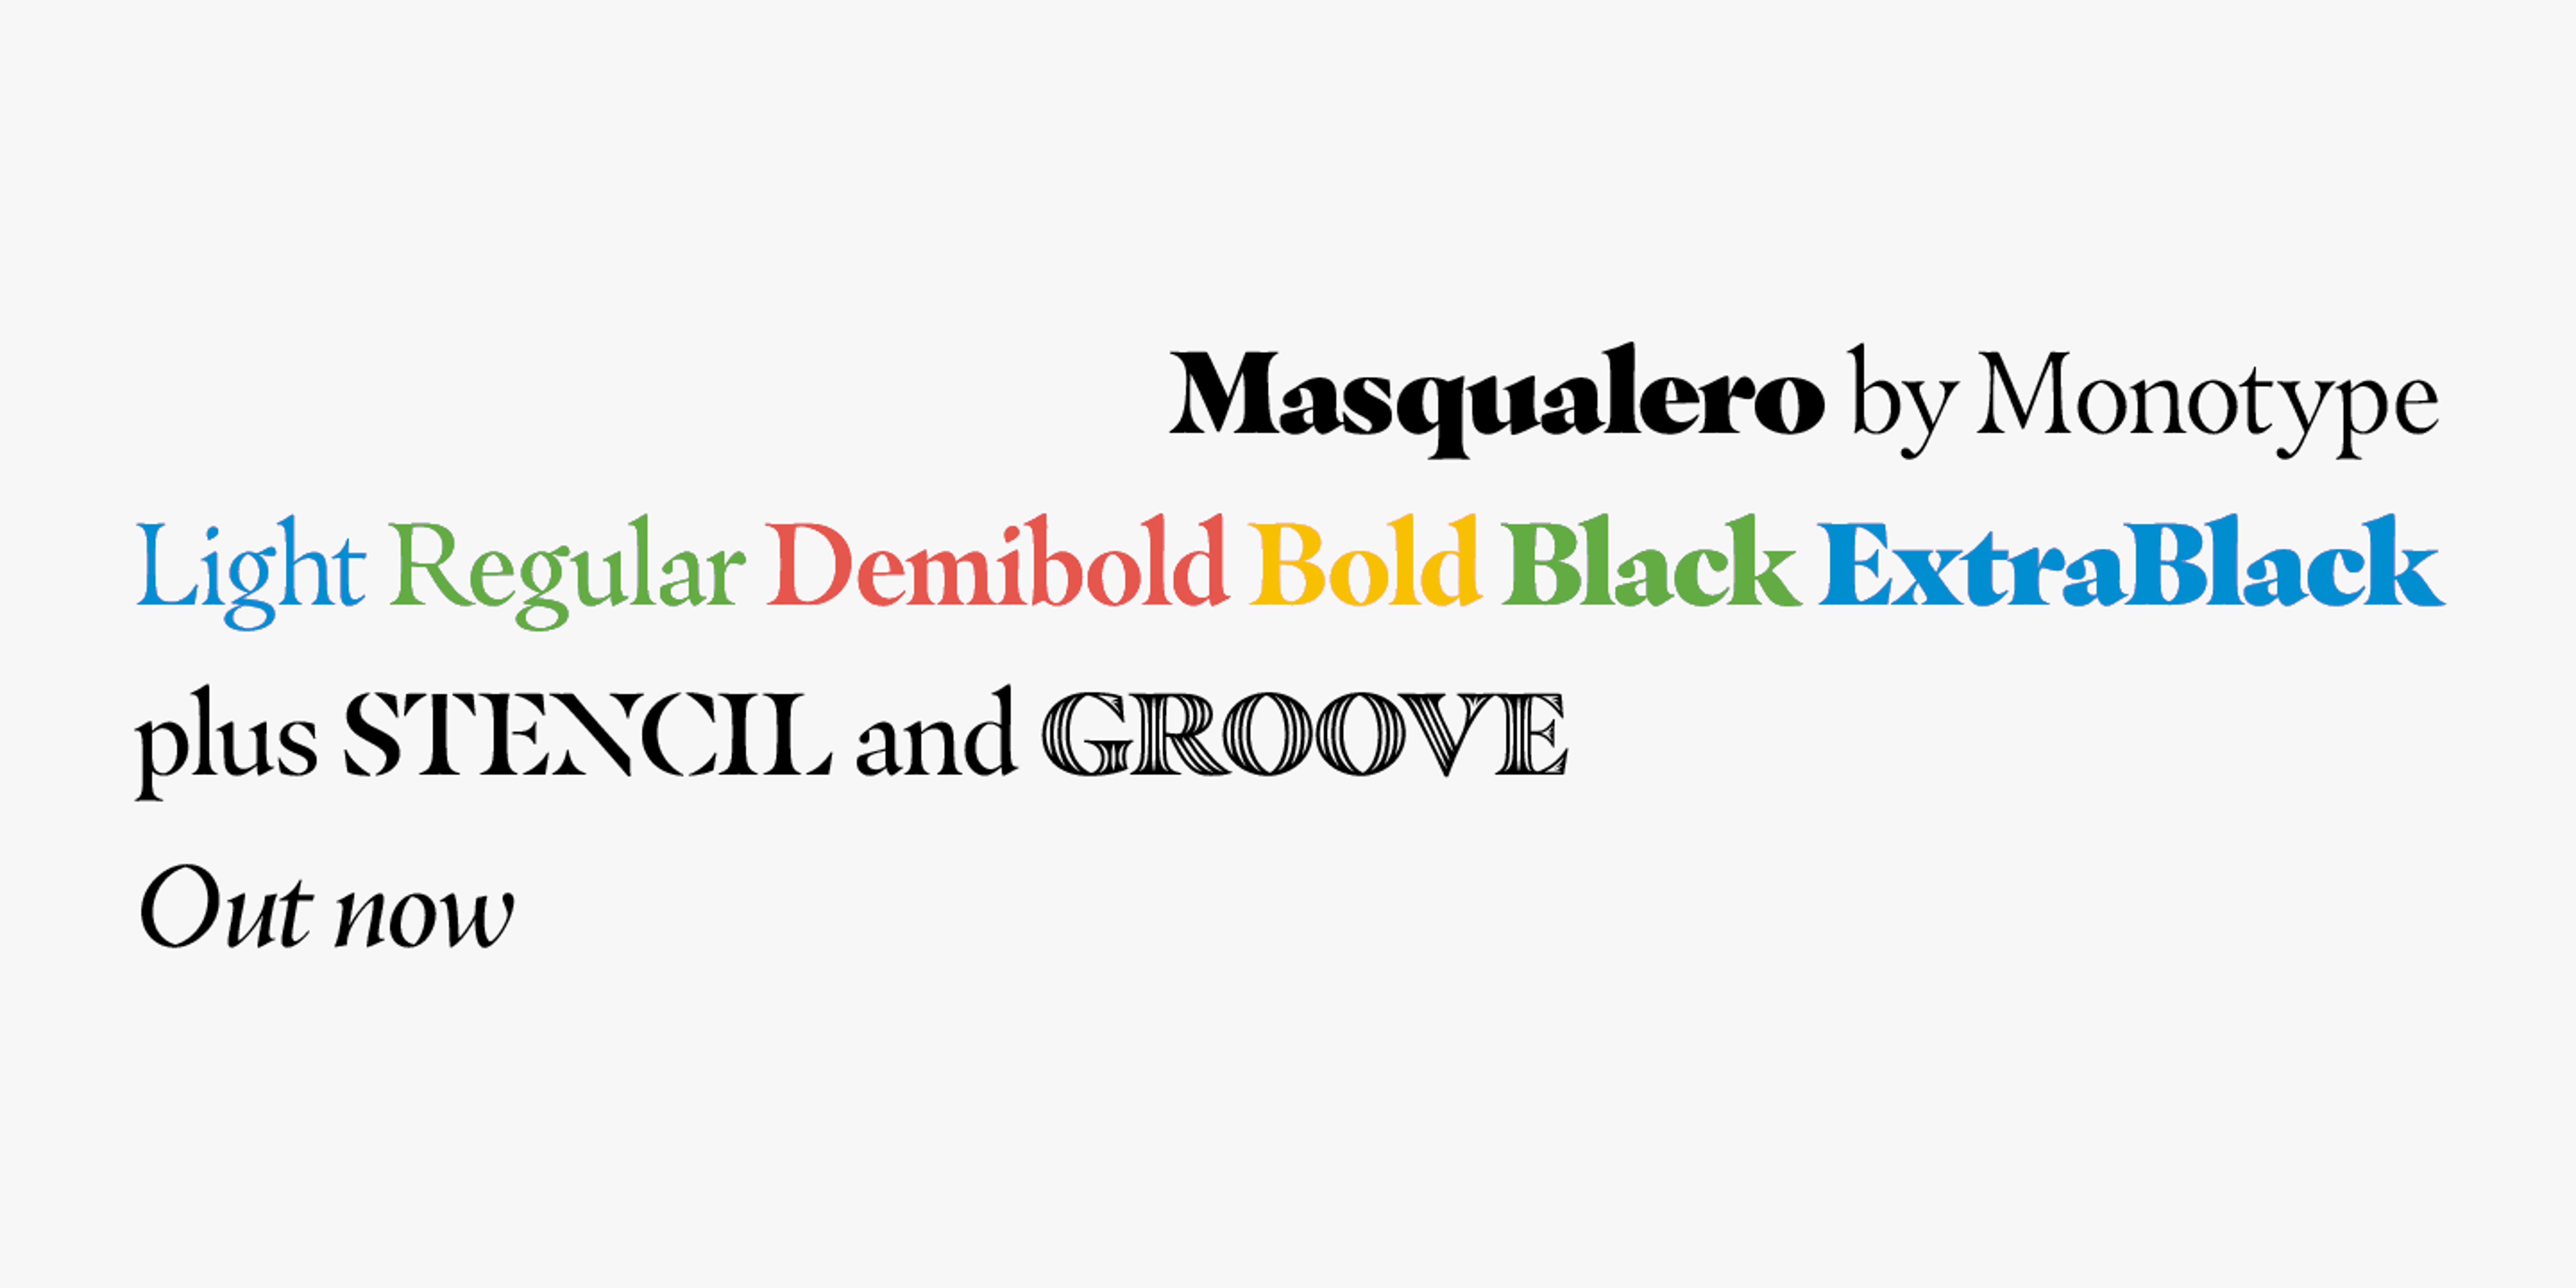 Masqualero by Monotype
Light Regular Demibold Bold Black ExtraBlack
plus STENCIL and GROOVE
Out now